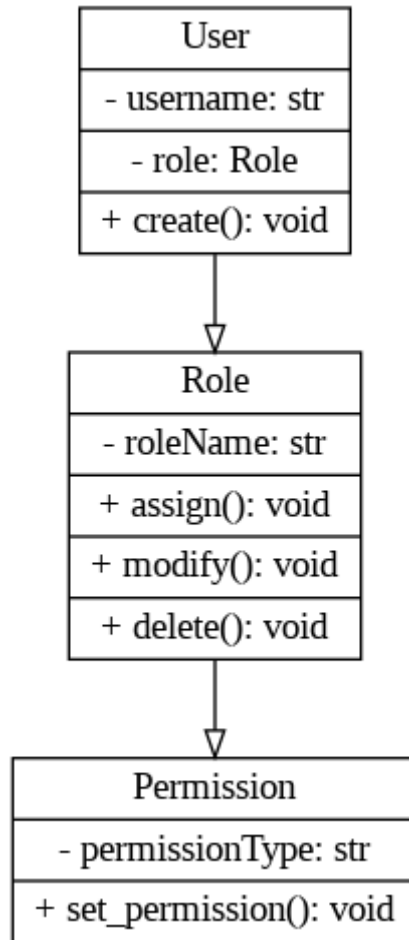 User
- username: str
- role: Role
+ create(): void
Role
- roleName: str
+ assign(): void
+ modify(): void
+ delete(): void
Permission
- permissionType: str
+ set_permission(): void